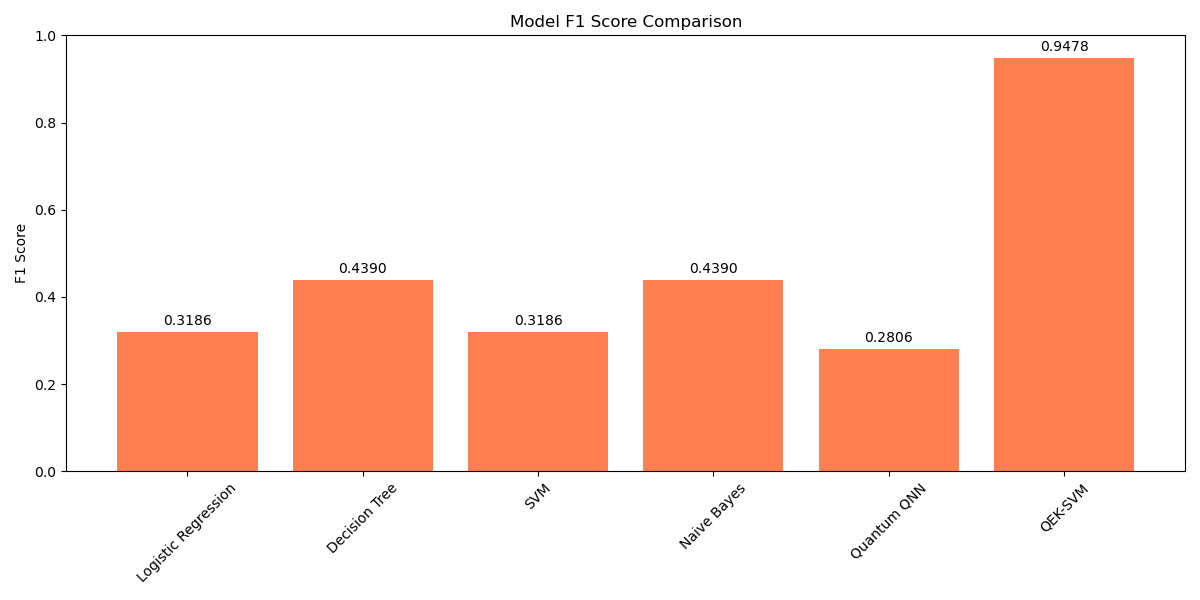 Model F1 Score Comparison
F1 Score
1.0
0.8
0.6
0.4
0.2
0.0
0.3186
0.4390
0.3186
0.4390
0.2806
0.9478
Logistic Regression
Decision Tree
SVM
Naive Bayes
Quantum QNN
QEK-SVM